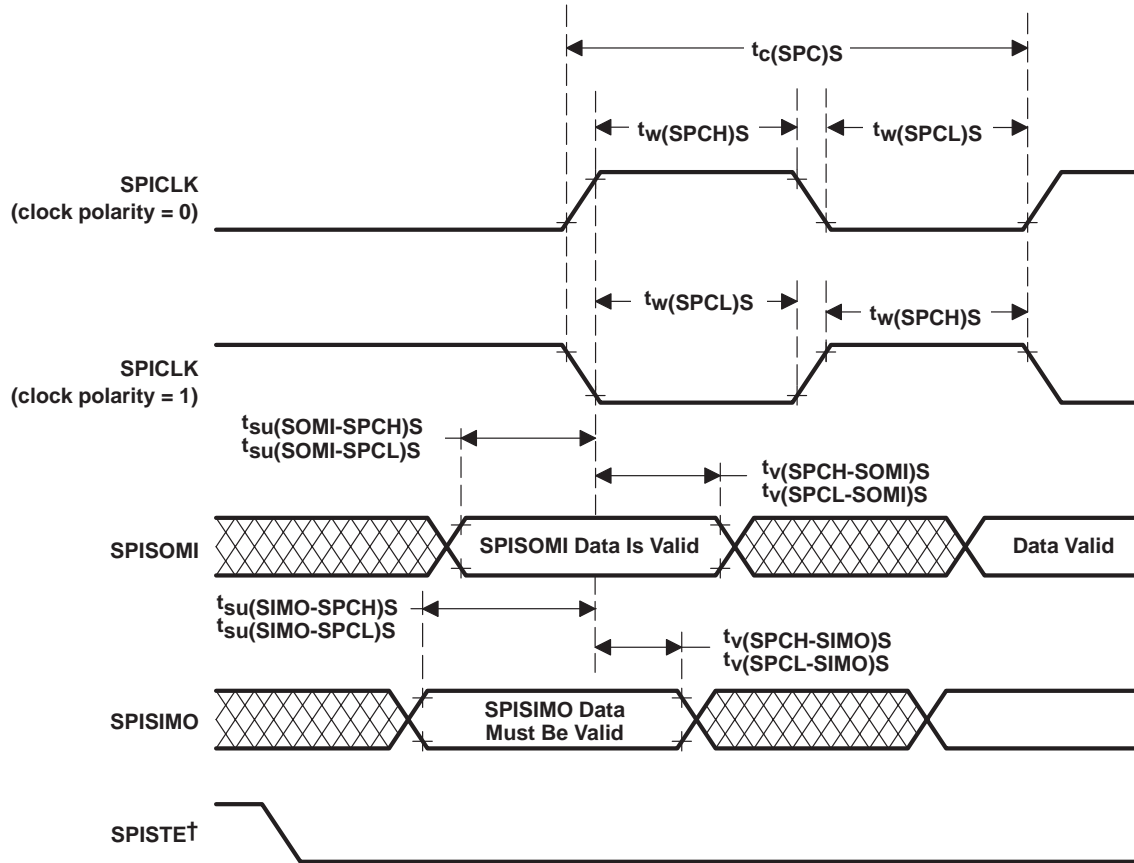 tc(SPC)S
tw(SPCH)S
tw(SPCL)S
SPICLK
(clock polarity = 0)
tw(SPCL)S
tw(SPCH)S
SPICLK
(clock polarity = 1)
tsu(SOMI-SPCH)S
tsu(SOMI-SPCL)S
tv(SPCH-SOMI)S
tv(SPCL-SOMI)S
SPISOMI
SPISOMI Data Is Valid
Data Valid
tsu(SIMO-SPCH)S
tsu(SIMO-SPCL)S
tv(SPCH-SIMO)S
tv(SPCL-SIMO)S
SPISIMO
SPISIMO Data
Must Be Valid
SPISTE†